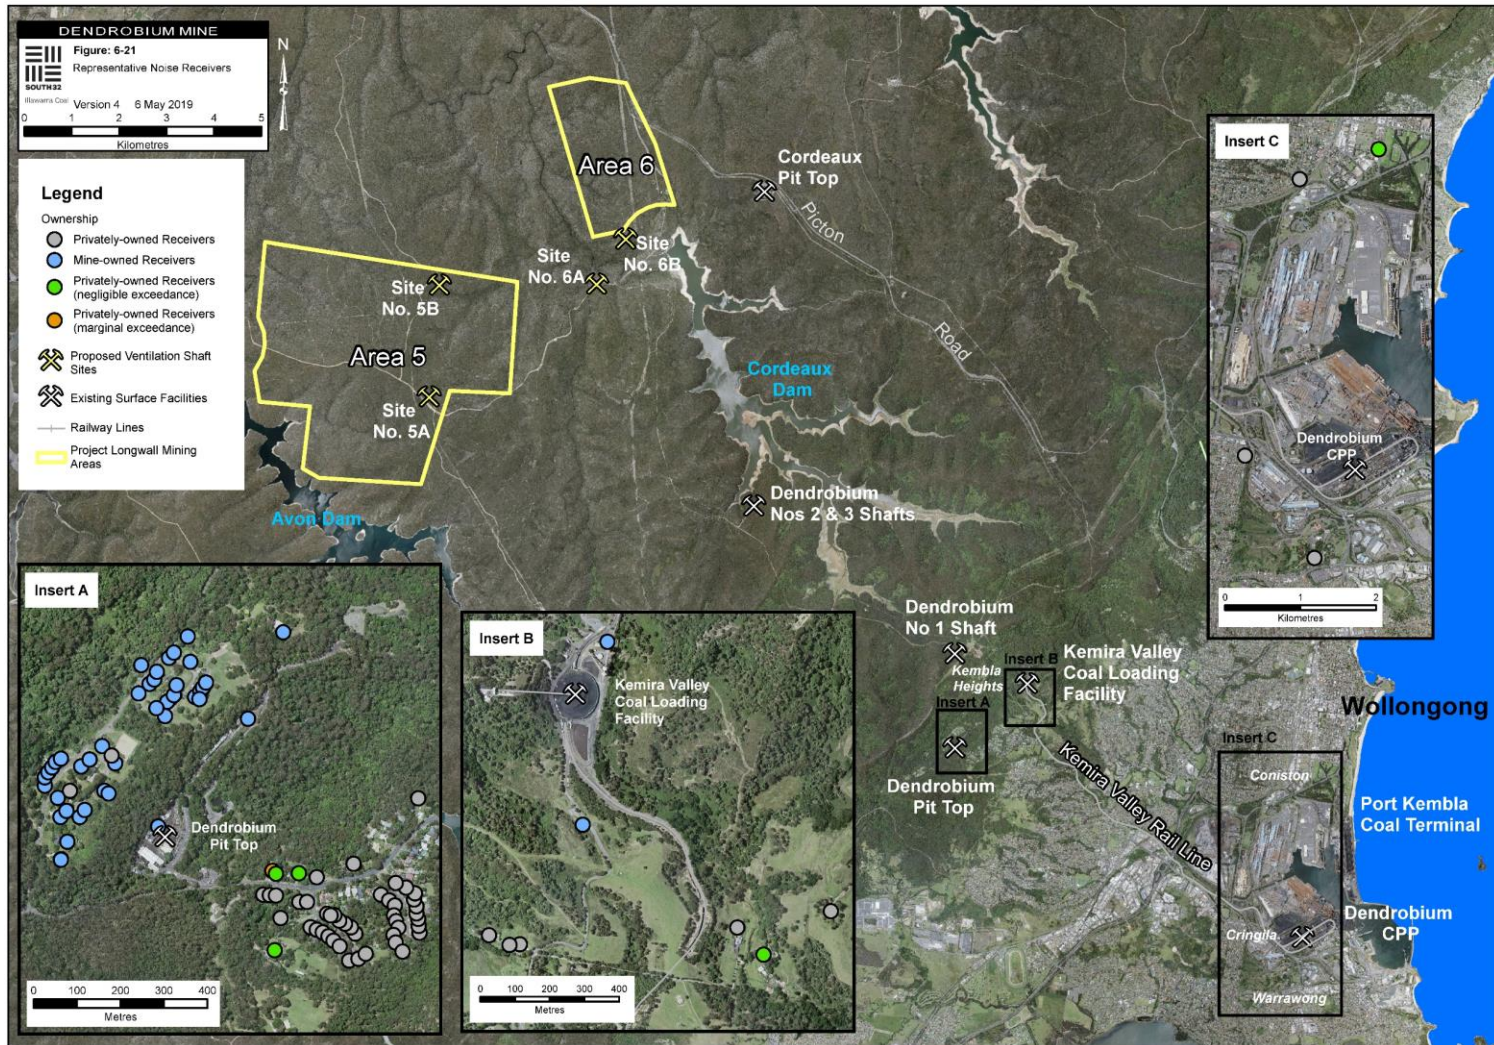 DENDROBIUM MINE
SOUTH32
Illawarra Coal
Figure: 6-21
Representative Noise Receivers
Version 4 6 May 2019
0 1 2 3 4 5
Kilometres
N
Legend
Ownership
Privately-owned Receivers
Mine-owned Receivers
Privately-owned Receivers
(negligible exceedance)
Privately-owned Receivers
(marginal exceedance)
Proposed Ventilation Shaft
Sites
Existing Surface Facilities
Railway Lines
Project Longwall Mining
Areas
Area 6
Cordeaux
Pit Top
Picton
Road
Site
No. 6B
Site
No. 6A
Site
No. 5B
Area 5
Site
No. 5A
Cordeaux
Dam
Avon Dam
Dendrobium
Nos 2 & 3 Shafts
Dendrobium
No 1 Shaft
Kembla
Heights
Insert B
Kemira Valley
Coal Loading
Facility
Insert A
Dendrobium
Pit Top
Kemira Valley Rail Line
Insert C
Coniston
Wollongong
Port Kembla
Coal Terminal
Dendrobium
CPP
Cringila.
Warrawong
Insert A
Dendrobium
Pit Top
0 100 200 300 400
Metres
Insert B
Kemira Valley
Coal Loading
Facility
0 100 200 300 400
Metres
Insert C
Dendrobium
CPP
0 1 2
Kilometres